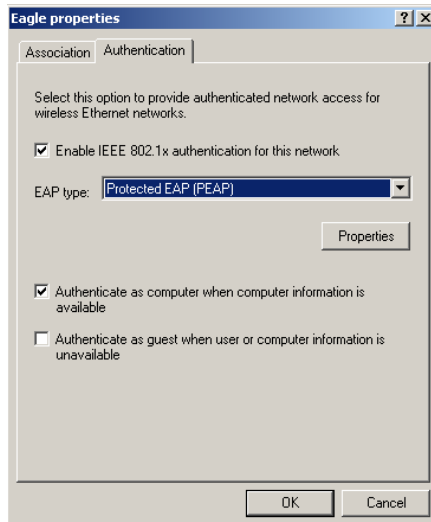 Eagle properties
Association Authentication
Select this option to provide authenticated network access for
wireless Ethernet networks.
Enable IEEE 802.1x authentication for this network
EAP type: Protected EAP (PEAP)
Properties
Authenticate as computer when computer information is
available
Authenticate as guest when user or computer information is
unavailable
OK Cancel